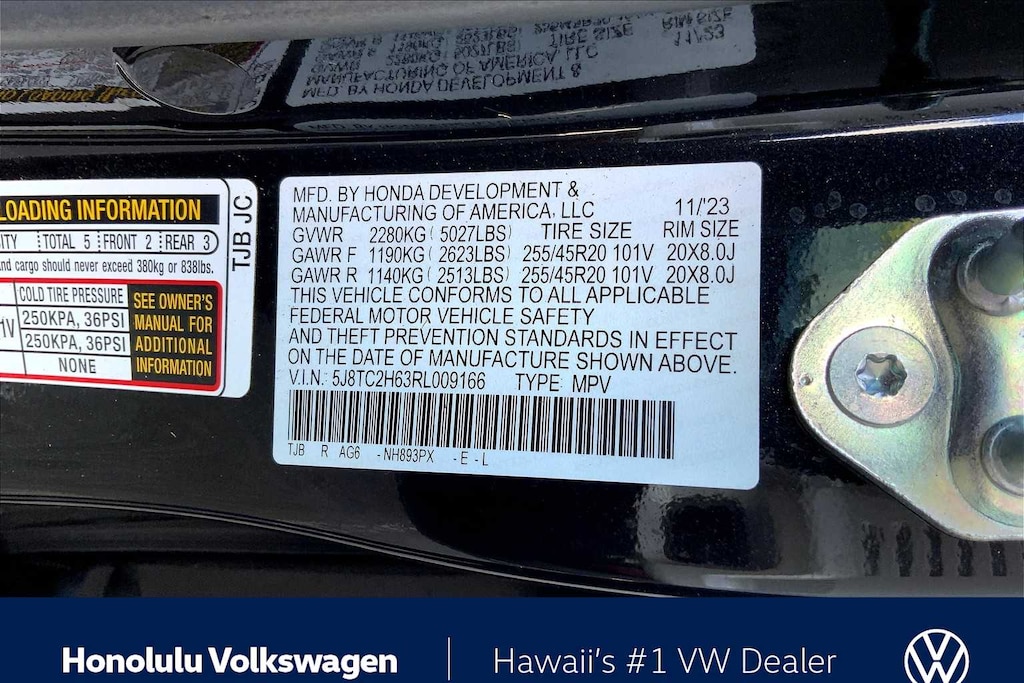 MFD. BY HONDA DEVELOPMENT &
MANUFACTURING OF AMERICA, LLC 11/'23
GVWR 2280KG ( 5027LBS) TIRE SIZE RIM SIZE
GAWR F 1190KG ( 2623LBS) 255/45R20 101V 20X8.0J
GAWR R 1140KG ( 2513LBS) 255/45R20 101V 20X8.0J
THIS VEHICLE CONFORMS TO ALL APPLICABLE
FEDERAL MOTOR VEHICLE SAFETY
AND THEFT PREVENTION STANDARDS IN EFFECT
ON THE DATE OF MANUFACTURE SHOWN ABOVE.
V.I.N.: 5J8TC2H63RL009166 TYPE: MPV
TJB R AG6 -NH893PX -E-L
LOADING INFORMATION
TOTAL 5 FRONT 2 REAR 3
and cargo should never exceed 380kg or 838lbs.
COLD TIRE PRESSURE
250KPA, 36PSI
250KPA, 36PSI
NONE
SEE OWNER'S
MANUAL FOR
ADDITIONAL
INFORMATION
TJB JC
Honolulu Volkswagen
Hawaii's #1 VW Dealer